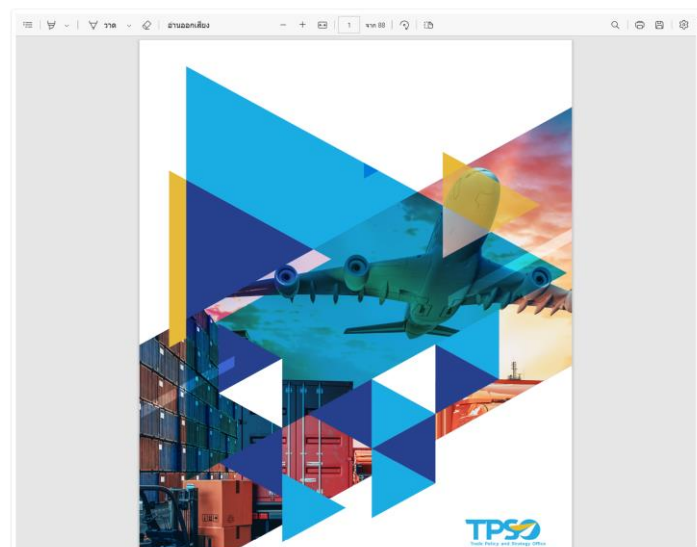 วาด
อ่านออกเสียง
1
จาก 88
TPSO
Trade Policy and Strategy Office